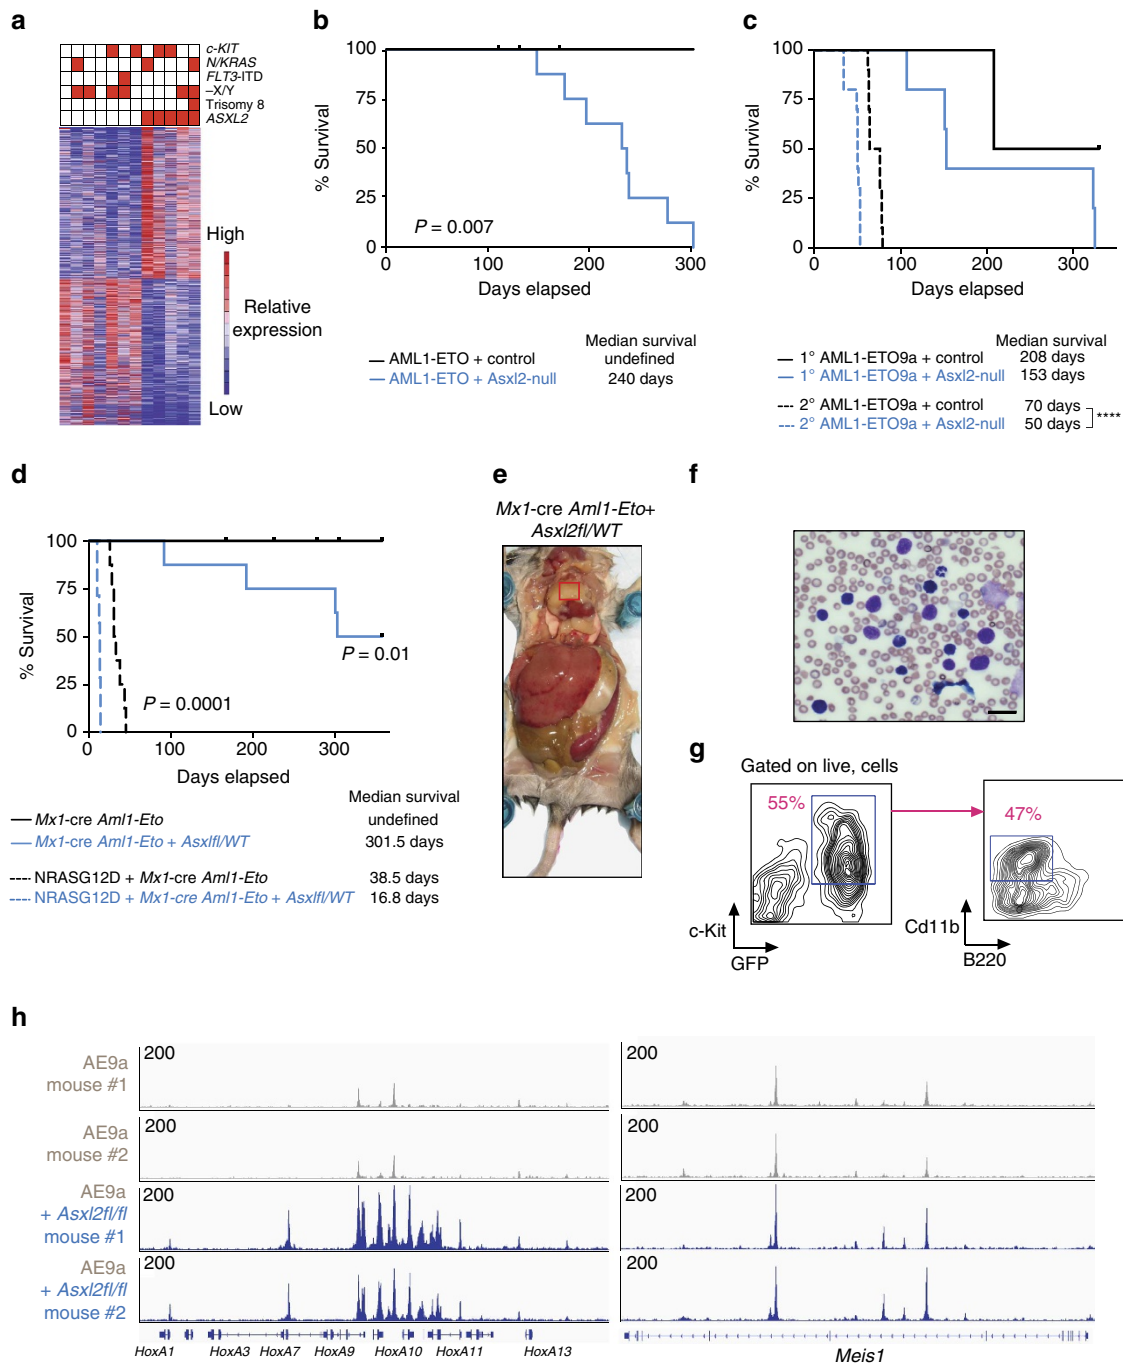 a
c-KIT
N/KRAS
FLT3-ITD
–X/Y
Trisomy 8
ASXL2
High
Relative
expression
Low
b
100
75
50
25
0
% Survival
P = 0.007
0 100 200 300
Days elapsed
Median survival
AML1-ETO + control undefined
AML1-ETO + Asxl2-null 240 days
c
100
75
50
25
0
% Survival
0 100 200 300
Days elapsed
Median survival
1° AML1-ETO9a + control 208 days
1° AML1-ETO9a + Asxl2-null 153 days
2° AML1-ETO9a + control 70 days
2° AML1-ETO9a + Asxl2-null 50 days
****
d
100
75
50
25
0
% Survival
P = 0.01
P = 0.0001
0 100 200 300
Days elapsed
Median survival
Mx1-cre Aml1-Eto undefined
Mx1-cre Aml1-Eto + Asxlfl/WT 301.5 days
NRASG12D + Mx1-cre Aml1-Eto 38.5 days
NRASG12D + Mx1-cre Aml1-Eto + Asxlfl/WT 16.8 days
e
Mx1-cre Aml1-Eto+
Asxl2fl/WT
f
g
Gated on live, cells
55%
47%
c-Kit
GFP
Cd11b
B220
h
AE9a
mouse #1
200
200
AE9a
mouse #2
200
200
AE9a
+ Asxl2fl/fl
mouse #1
200
200
AE9a
+ Asxl2fl/fl
mouse #2
200
200
HoxA1 HoxA3 HoxA7 HoxA9 HoxA10 HoxA11 HoxA13
Meis1